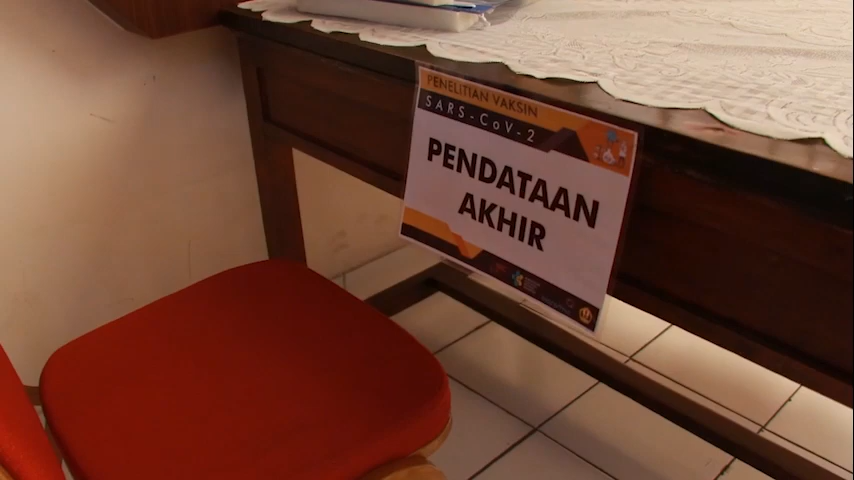 PENELITIAN VAKSIN
SARS-CoV-2
PENDATAAN
AKHIR